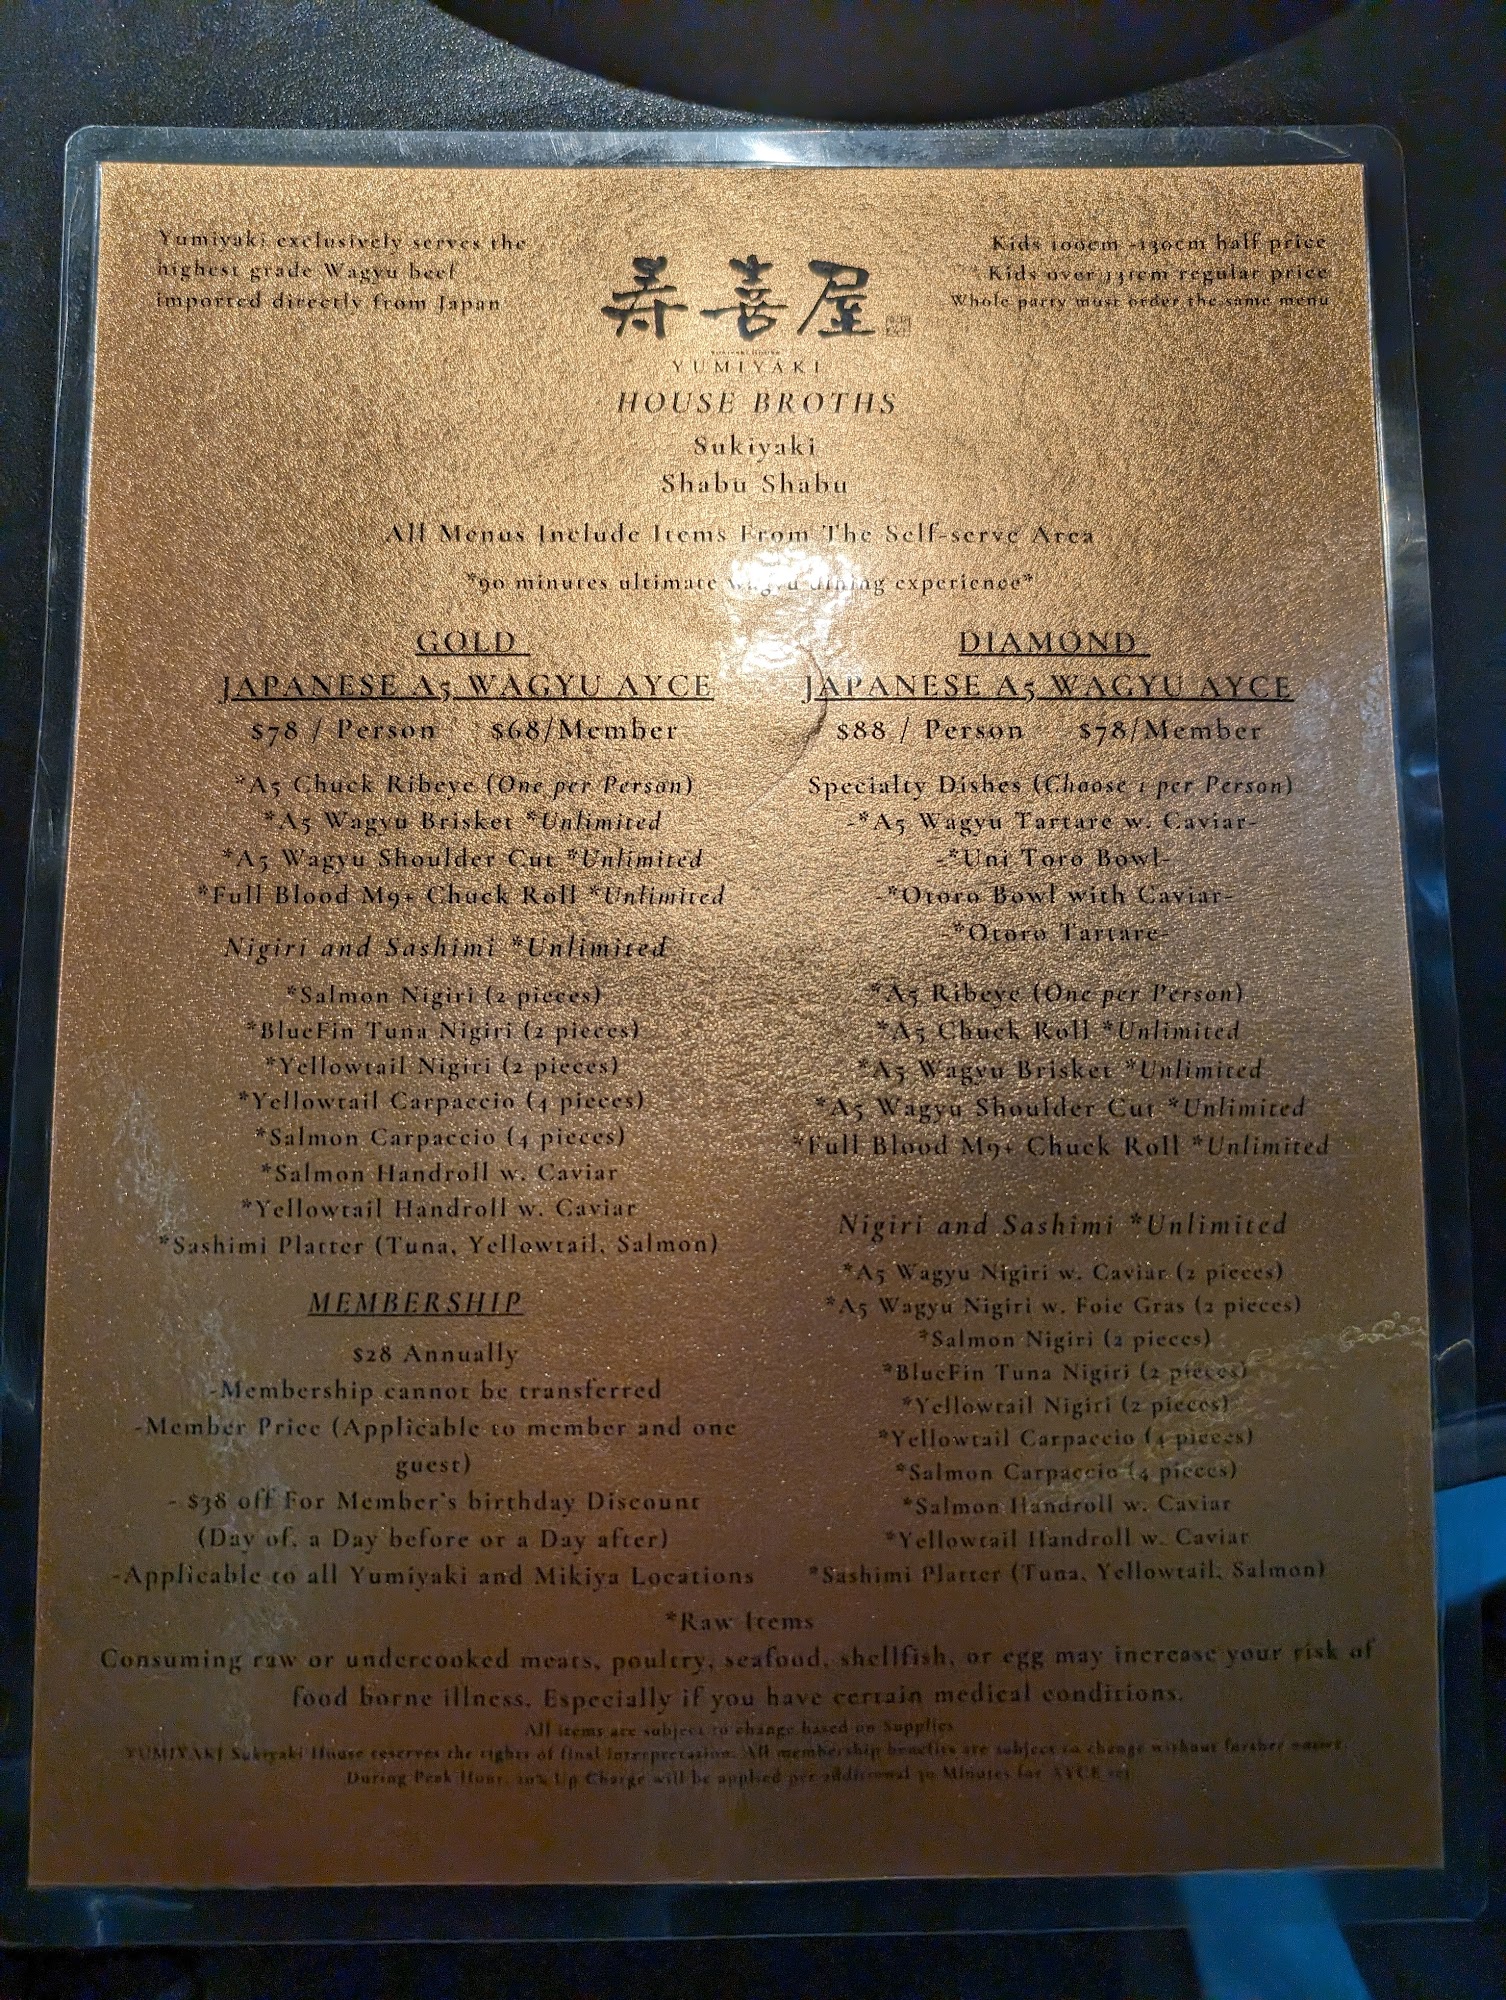 Yumiyaki exclusively serves the
highest grade Wagyu beef
imported directly from Japan
Kids 100cm -130cm half price
Kids over 131cm regular price
Whole party must order the same menu
寿喜屋
YUMIYAKI
HOUSE BROTHS
Sukiyaki
Shabu Shabu
All Menus Include Items From The Self-serve Area
*90 minutes ultimate wagyu dining experience*
GOLD
JAPANESE A5 WAGYU AYCE
$78 / Person $68/Member
*A5 Chuck Ribeye (One per Person)
*A5 Wagyu Brisket *Unlimited
*A5 Wagyu Shoulder Cut *Unlimited
*Full Blood M9+ Chuck Roll *Unlimited
Nigiri and Sashimi *Unlimited
*Salmon Nigiri (2 pieces)
*BlueFin Tuna Nigiri (2 pieces)
*Yellowtail Nigiri (2 pieces)
*Yellowtail Carpaccio (4 pieces)
*Salmon Carpaccio (4 pieces)
*Salmon Handroll w. Caviar
*Yellowtail Handroll w. Caviar
*Sashimi Platter (Tuna, Yellowtail, Salmon)
MEMBERSHIP
$28 Annually
-Membership cannot be transferred
-Member Price (Applicable to member and one
guest)
- $38 off For Member's birthday Discount
(Day of, a Day before or a Day after)
-Applicable to all Yumiyaki and Mikiya Locations
DIAMOND
JAPANESE A5 WAGYU AYCE
$88 / Person $78/Member
Specialty Dishes (Choose 1 per Person)
-*A5 Wagyu Tartare w. Caviar-
-*Uni Toro Bowl-
-*Otoro Bowl with Caviar-
-*Otoro Tartare-
*A5 Ribeye (One per Person)
*A5 Chuck Roll *Unlimited
*A5 Wagyu Brisket *Unlimited
*A5 Wagyu Shoulder Cut *Unlimited
*Full Blood M9+ Chuck Roll *Unlimited
Nigiri and Sashimi *Unlimited
*A5 Wagyu Nigiri w. Caviar (2 pieces)
*A5 Wagyu Nigiri w. Foie Gras (2 pieces)
*Salmon Nigiri (2 pieces)
*BlueFin Tuna Nigiri (2 pieces)
*Yellowtail Nigiri (2 pieces)
*Yellowtail Carpaccio (4 pieces)
*Salmon Carpaccio (4 pieces)
*Salmon Handroll w. Caviar
*Yellowtail Handroll w. Caviar
*Sashimi Platter (Tuna, Yellowtail, Salmon)
*Raw Items
Consuming raw or undercooked meats, poultry, seafood, shellfish, or egg may increase your risk of
food borne illness, Especially if you have certain medical conditions.
All items are subject to change based on Supplies
YUMIYAKI Sukiyaki House reserves the rights of final interpretation. All membership benefits are subject to change without further notice.
During Peak Hour, 20% Up Charge will be applied per additional 30 Minutes for AYCE set